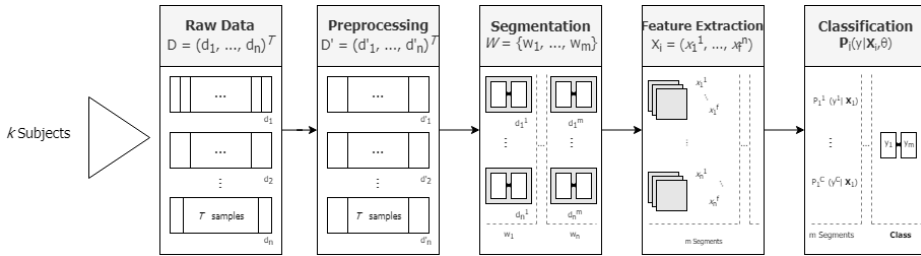 k Subjects
Raw Data
D = (d1, ..., dn)T
...
d1
...
d2
⋮
T samples
dn
Preprocessing
D' = (d'1, ..., d'n)T
...
d'1
...
d'2
⋮
T samples
d'n
Segmentation
W = {w1, ..., wm}
d11 d1m
⋮ ... ⋮
dn1 dnm
w1 ... wn
Feature Extraction
Xi = (x11, ..., xfn)
x11
x1f
⋮ ...
xn1
xnf
m Segments
Classification
Pi(y|Xi,θ)
P11 (y1| X1)
⋮ ... y1 ym
P1C (yC| X1)
m Segments Class